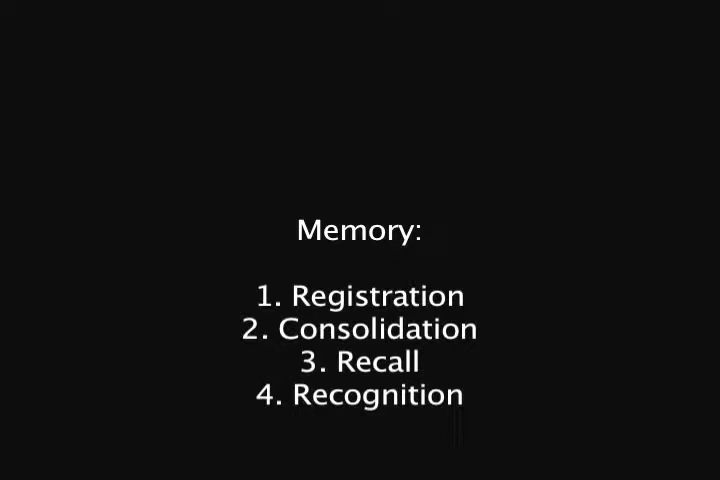 Memory:
1. Registration
2. Consolidation
3. Recall
4. Recognition